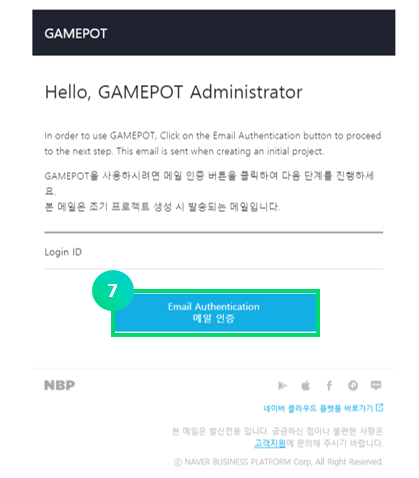 GAMEPOT
Hello, GAMEPOT Administrator
In order to use GAMEPOT, Click on the Email Authentication button to proceed
to the next step. This email is sent when creating an initial project.
GAMEPOT을 사용하시려면 메일 인증 버튼을 클릭하여 다음 단계를 진행하세
요.
본 메일은 초기 프로젝트 생성 시 발송되는 메일입니다.
Login ID
7
Email Authentication
메일 인증
NBP
네이버 클라우드 플랫폼 바로가기
본 메일은 발신전용 입니다. 궁금하신 점이나 불편한 사항은
고객지원에 문의해 주시기 바랍니다.
ⓒ NAVER BUSINESS PLATFORM Corp, All Right Reserved.